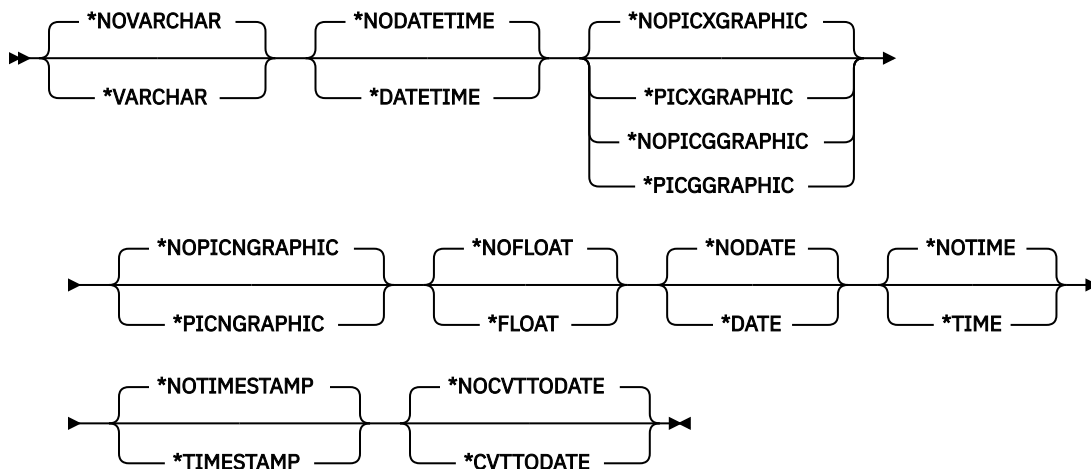 *NOVARCHAR *NODATETIME *NOPICXGRAPHIC
*VARCHAR *DATETIME *PICXGRAPHIC
*NOPICGGRAPHIC
*PICGGRAPHIC
*NOPICNGRAPHIC *NOFLOAT *NODATE *NOTIME
*PICNGRAPHIC *FLOAT *DATE *TIME
*NOTIMESTAMP *NOCVTTODATE
*TIMESTAMP *CVTTODATE